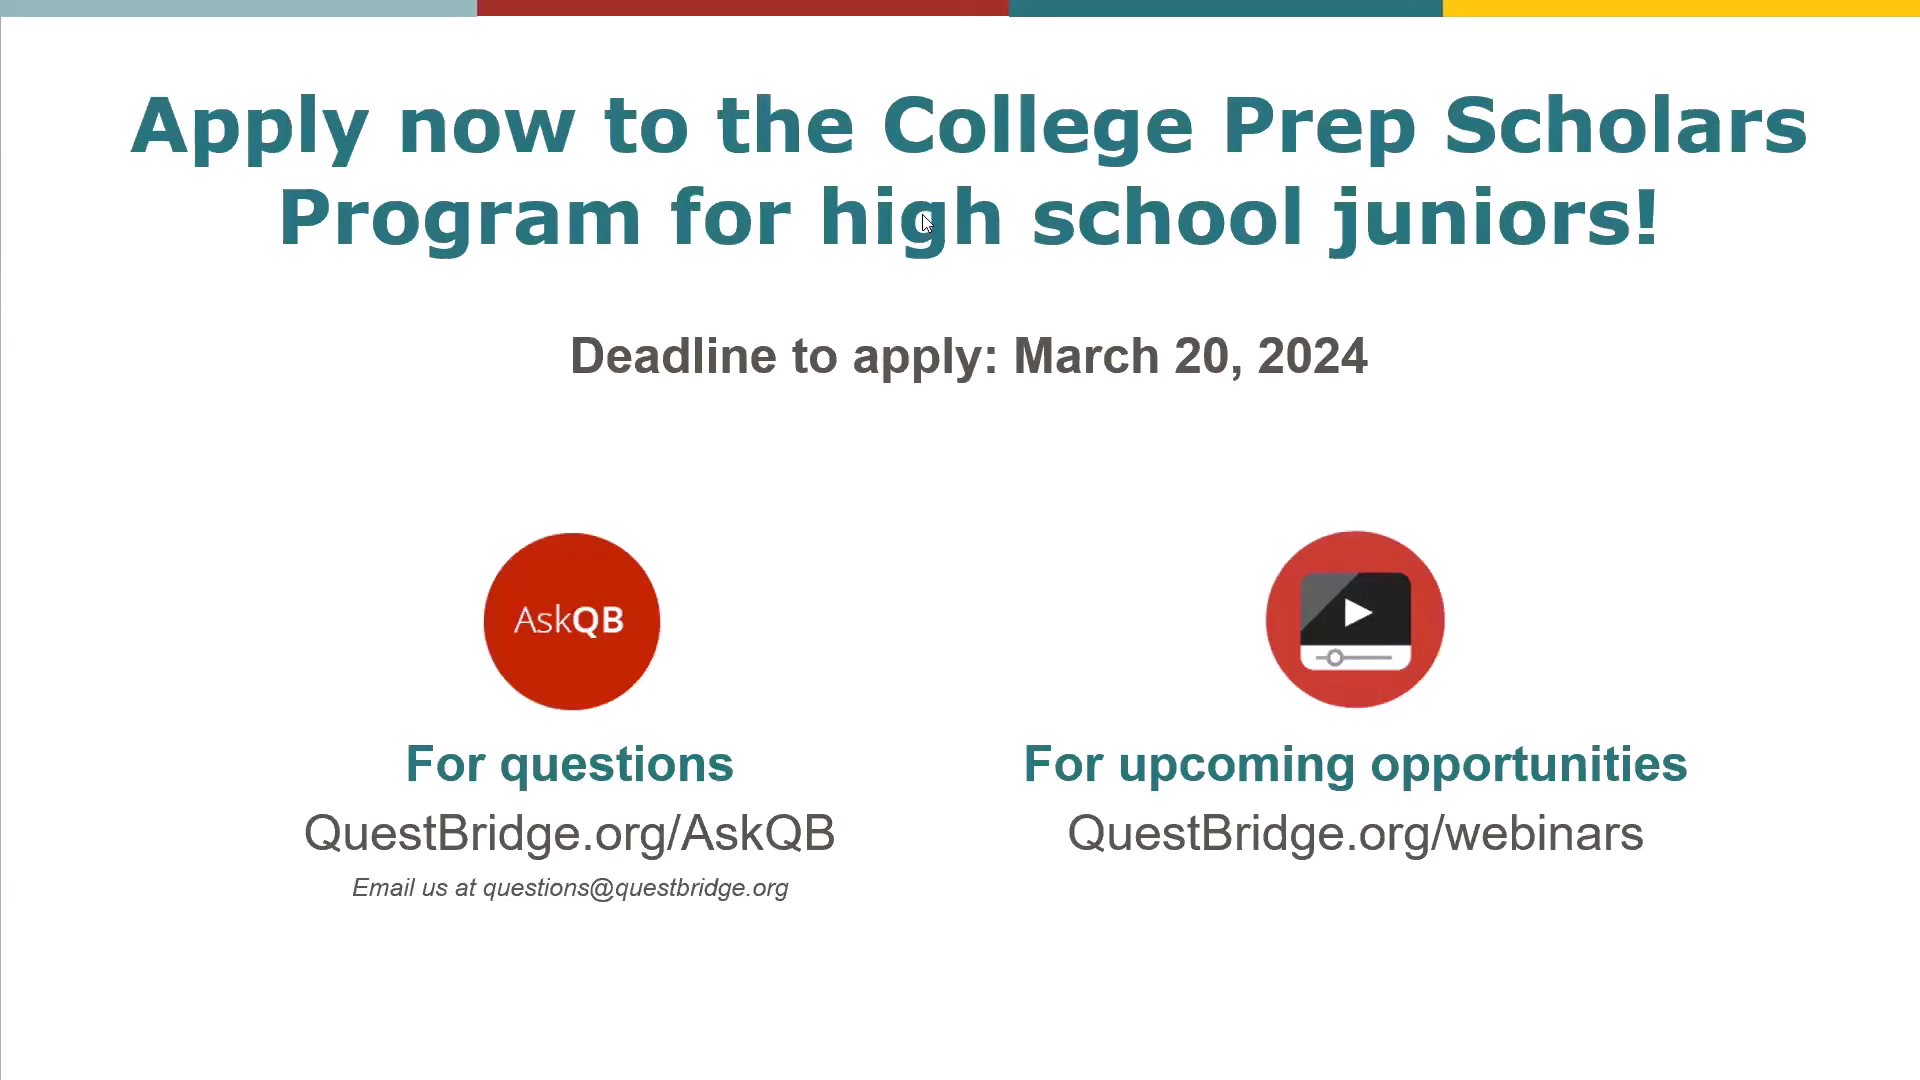 Apply now to the College Prep Scholars
Program for high school juniors!
Deadline to apply: March 20, 2024
AskQB
For questions
QuestBridge.org/AskQB
Email us at questions@questbridge.org
For upcoming opportunities
QuestBridge.org/webinars